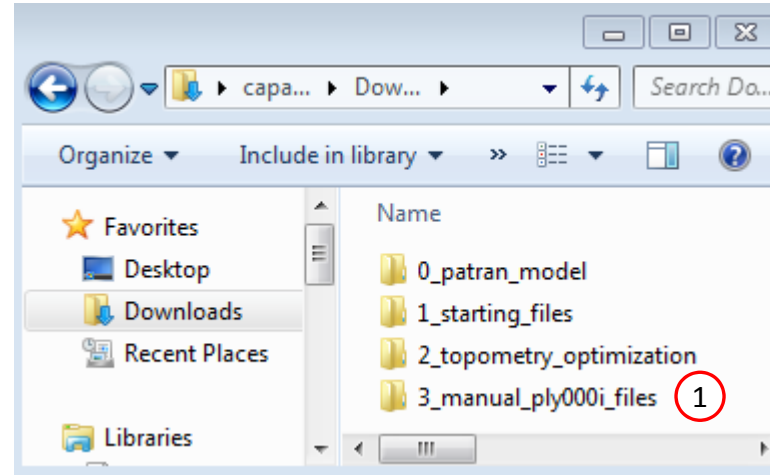 capa... Dow... Search Do...
Organize Include in library »
Favorites
Desktop
Downloads
Recent Places
Libraries
Name
0_patran_model
1_starting_files
2_topometry_optimization
3_manual_ply000i_files 1